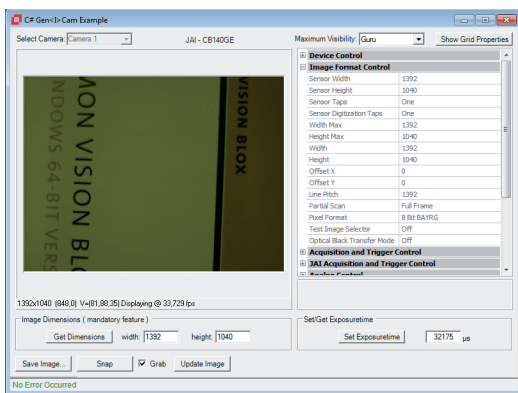 C# Gen<I>Cam Example
Select Camera: Camera 1
JAI - CB140GE
Maximum Visibility: Guru
Show Grid Properties
MON VISION BL
NDOWS 64-BIT VERS
VISION BLOX
Device Control
Image Format Control
Sensor Width 1392
Sensor Height 1040
Sensor Taps One
Sensor Digitization Taps One
Width Max 1392
Height Max 1040
Width 1392
Height 1040
Offset X 0
Offset Y 0
Line Pitch 1392
Partial Scan Full Frame
Pixel Format 8 Bit BAYRG
Test Image Selector Off
Optical Black Transfer Mode Off
Acquisition and Trigger Control
JAI Acquisition and Trigger Control
Analog Control
1392x1040 (848,0) V=(81,88,35) Displaying @ 33,729 fps
Image Dimensions ( mandatory feature )
Get Dimensions width: 1392 height: 1040
Set/Get Exposuretime
Set Exposuretime 32175 µs
Save Image... Snap Grab Update Image
No Error Occurred